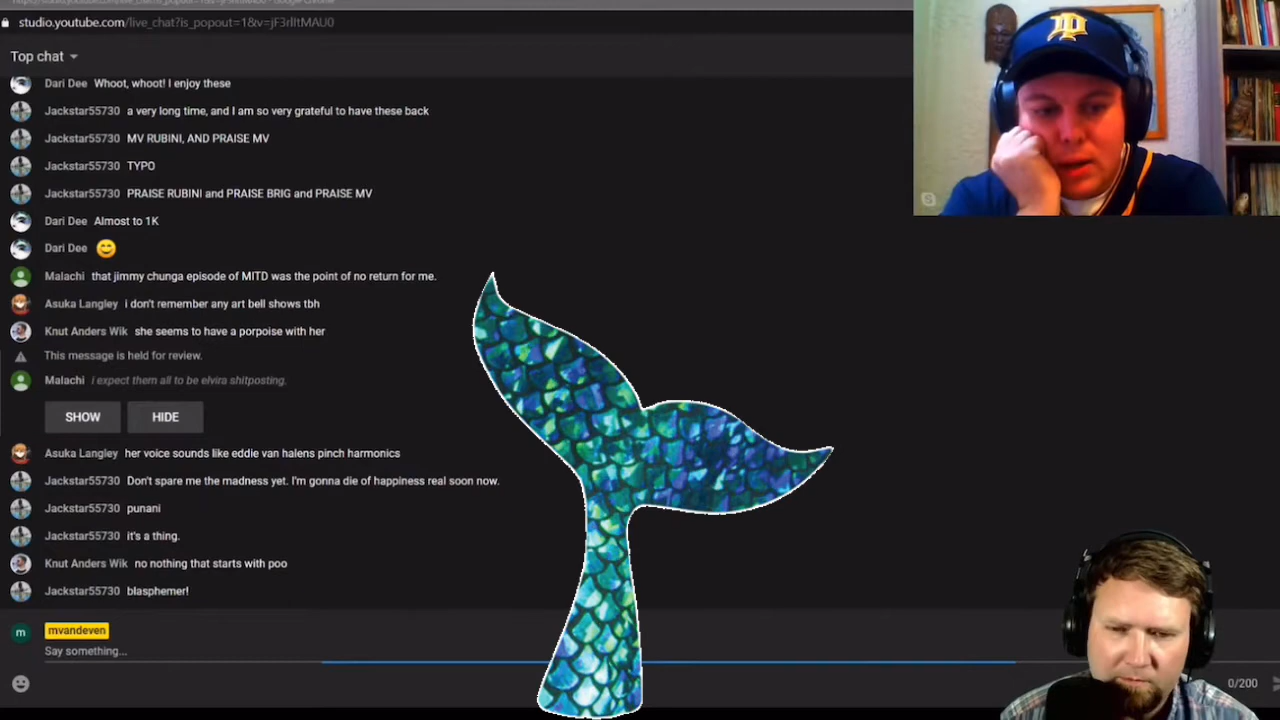 studio.youtube.com/live_chat?is_popout=1&v=jF3rlItMAU0
Top chat
Dari Dee Whoot, whoot! I enjoy these
Jackstar55730 a very long time, and I am so very grateful to have these back
Jackstar55730 MV RUBINI, AND PRAISE MV
Jackstar55730 TYPO
Jackstar55730 PRAISE RUBINI and PRAISE BRIG and PRAISE MV
Dari Dee Almost to 1K
Dari Dee 😊
Malachi that jimmy chunga episode of MITD was the point of no return for me.
Asuka Langley i don't remember any art bell shows tbh
Knut Anders Wik she seems to have a porpoise with her
This message is held for review.
Malachi i expect them all to be elvira shitposting.
SHOW HIDE
Asuka Langley her voice sounds like eddie van halens pinch harmonics
Jackstar55730 Don't spare me the madness yet. I'm gonna die of happiness real soon now.
Jackstar55730 punani
Jackstar55730 it's a thing.
Knut Anders Wik no nothing that starts with poo
Jackstar55730 blasphemer!
m mvandeven
Say something...
0/200